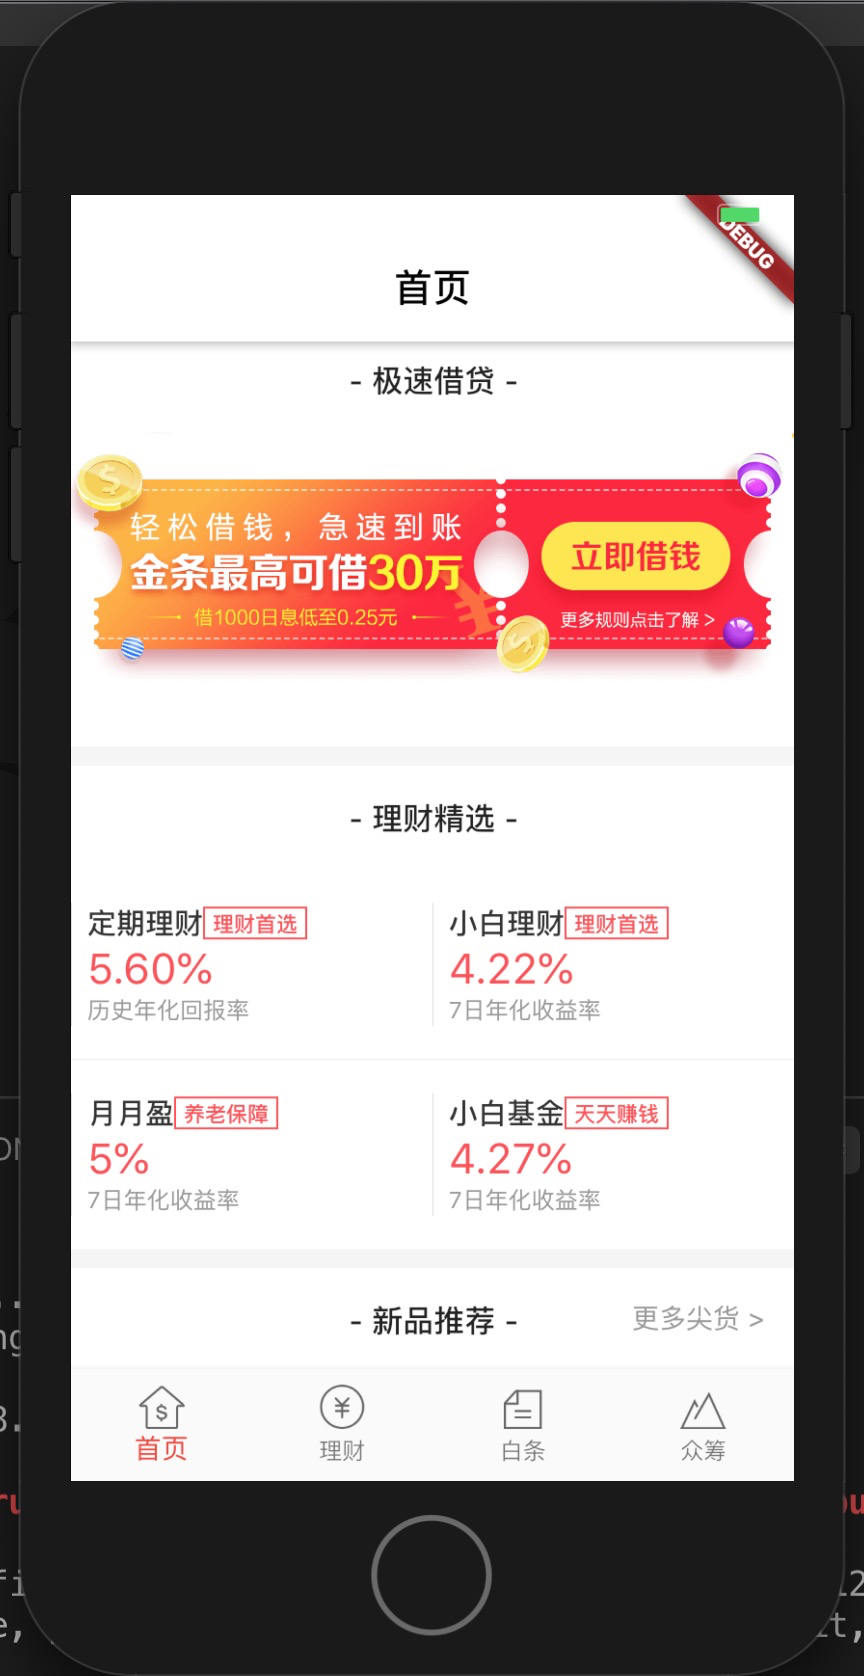 DEBUG
首页
- 极速借贷 -
轻松借钱，急速到账
金条最高可借30万
借1000日息低至0.25元
立即借钱
更多规则点击了解 >
- 理财精选 -
定期理财 理财首选
5.60%
历史年化回报率
小白理财 理财首选
4.22%
7日年化收益率
月月盈 养老保障
5%
7日年化收益率
小白基金 天天赚钱
4.27%
7日年化收益率
- 新品推荐 -
更多尖货 >
首页
理财
白条
众筹